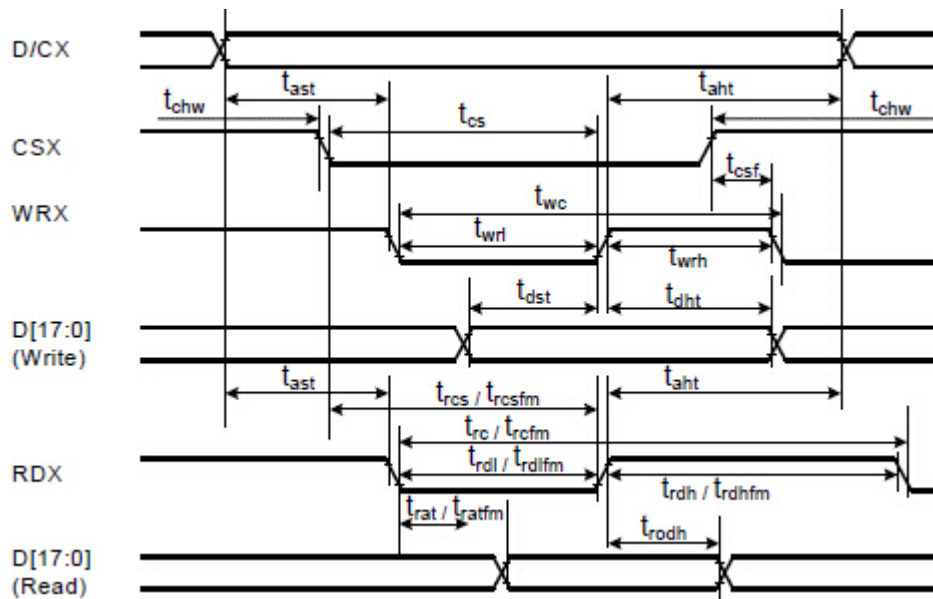 D/CX
tast
taht
tchw
tchw
tcs
CSX
tcsf
WRX
twc
twrl
twrh
tdst
tdht
D[17:0]
(Write)
tast
taht
trcs / trcsfm
trc / trcfm
RDX
trdl / trdlfm
trdh / trdhfm
trat / tratfm
trodh
D[17:0]
(Read)